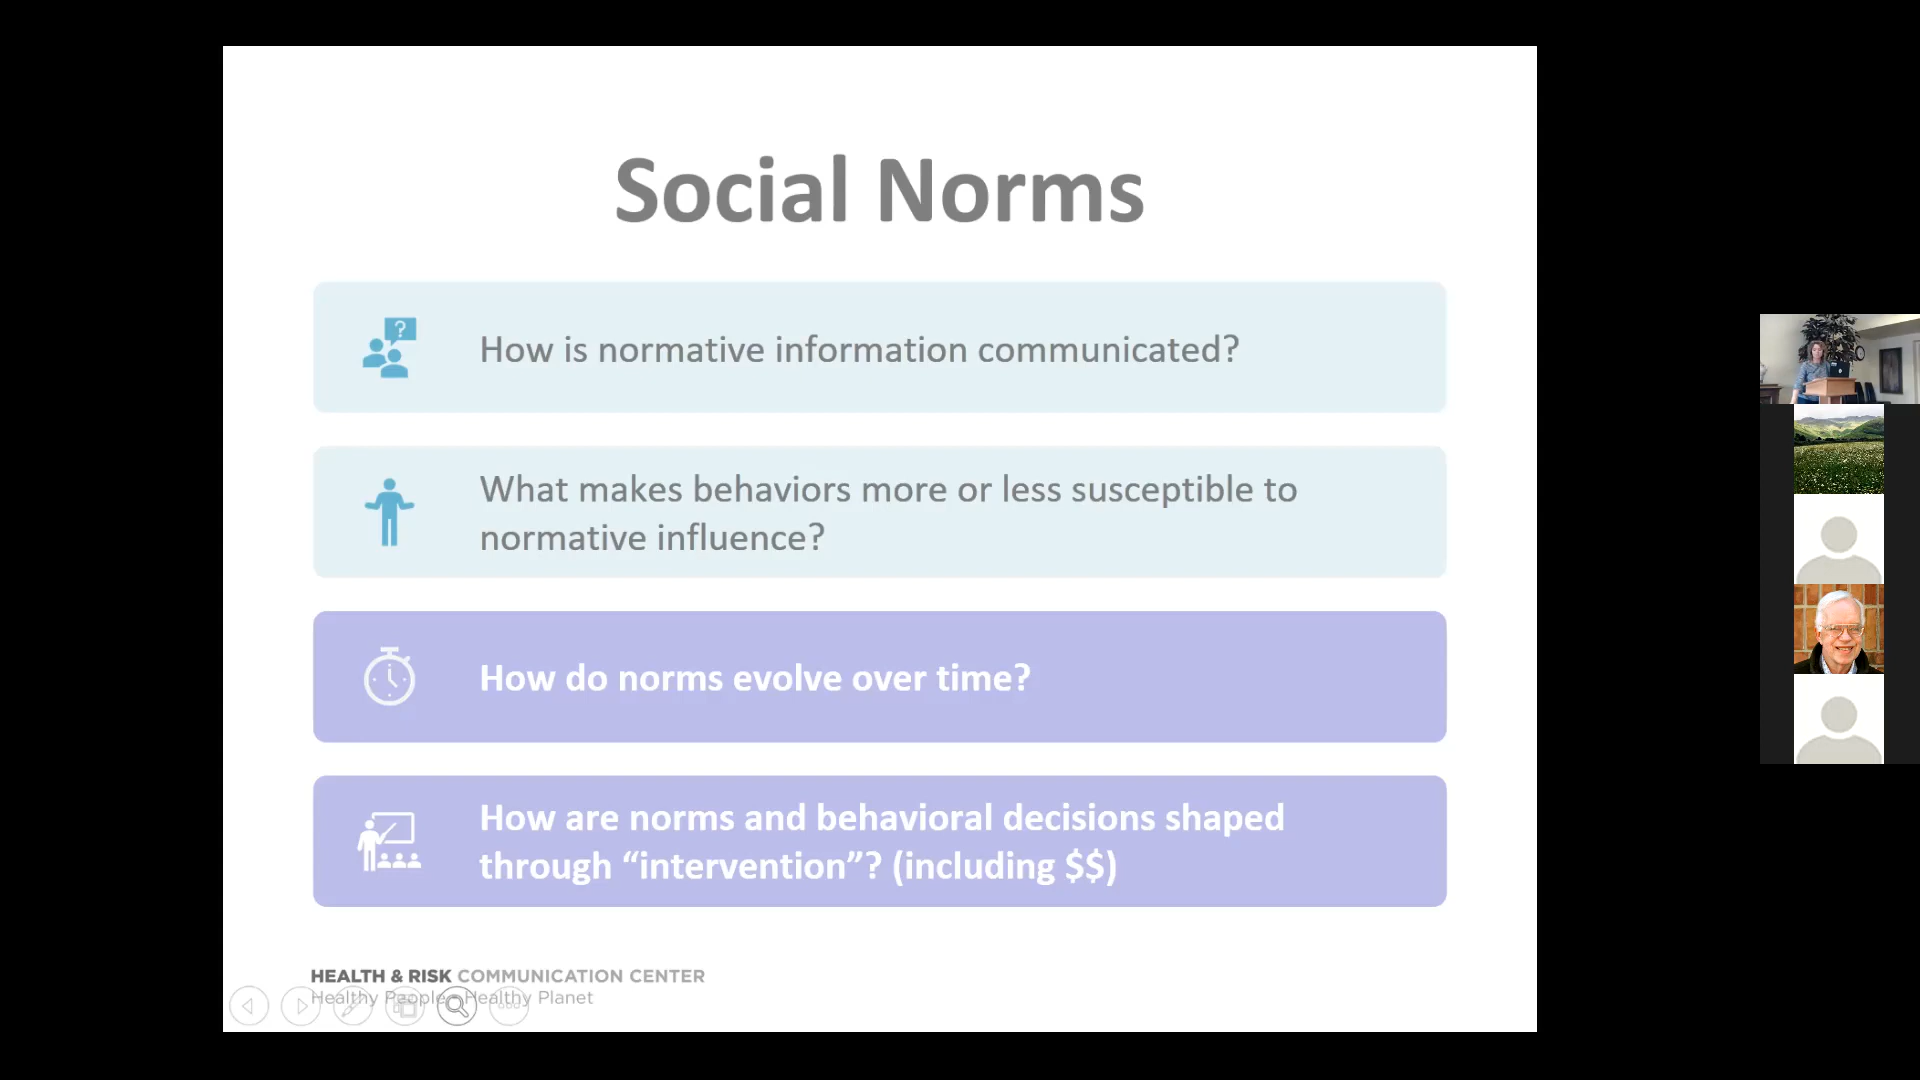 Social Norms
?
How is normative information communicated?
What makes behaviors more or less susceptible to
normative influence?
How do norms evolve over time?
How are norms and behavioral decisions shaped
through “intervention”? (including $$)
HEALTH & RISK COMMUNICATION CENTER
Healthy People Healthy Planet